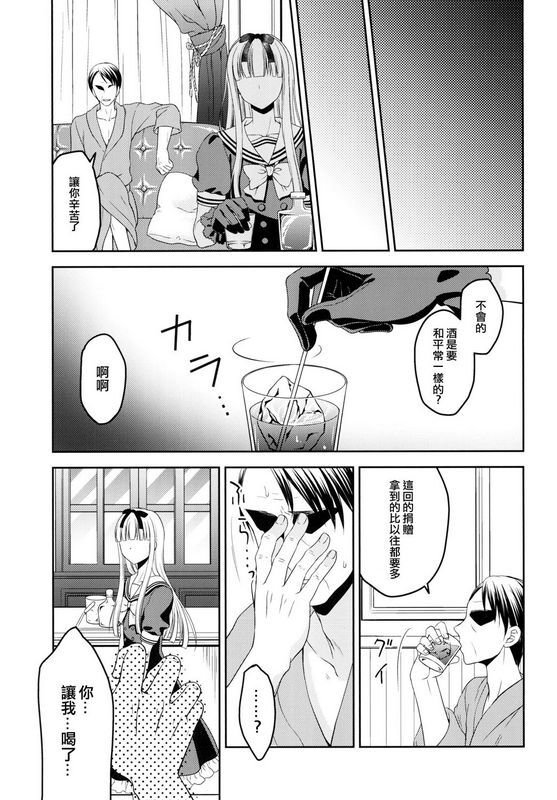 讓你辛苦了
不會的
酒是要
和平常一樣的?
カラ
啊啊
這回的捐贈
拿到的比以往都要多
グイ
……?
你…
讓我…喝了…